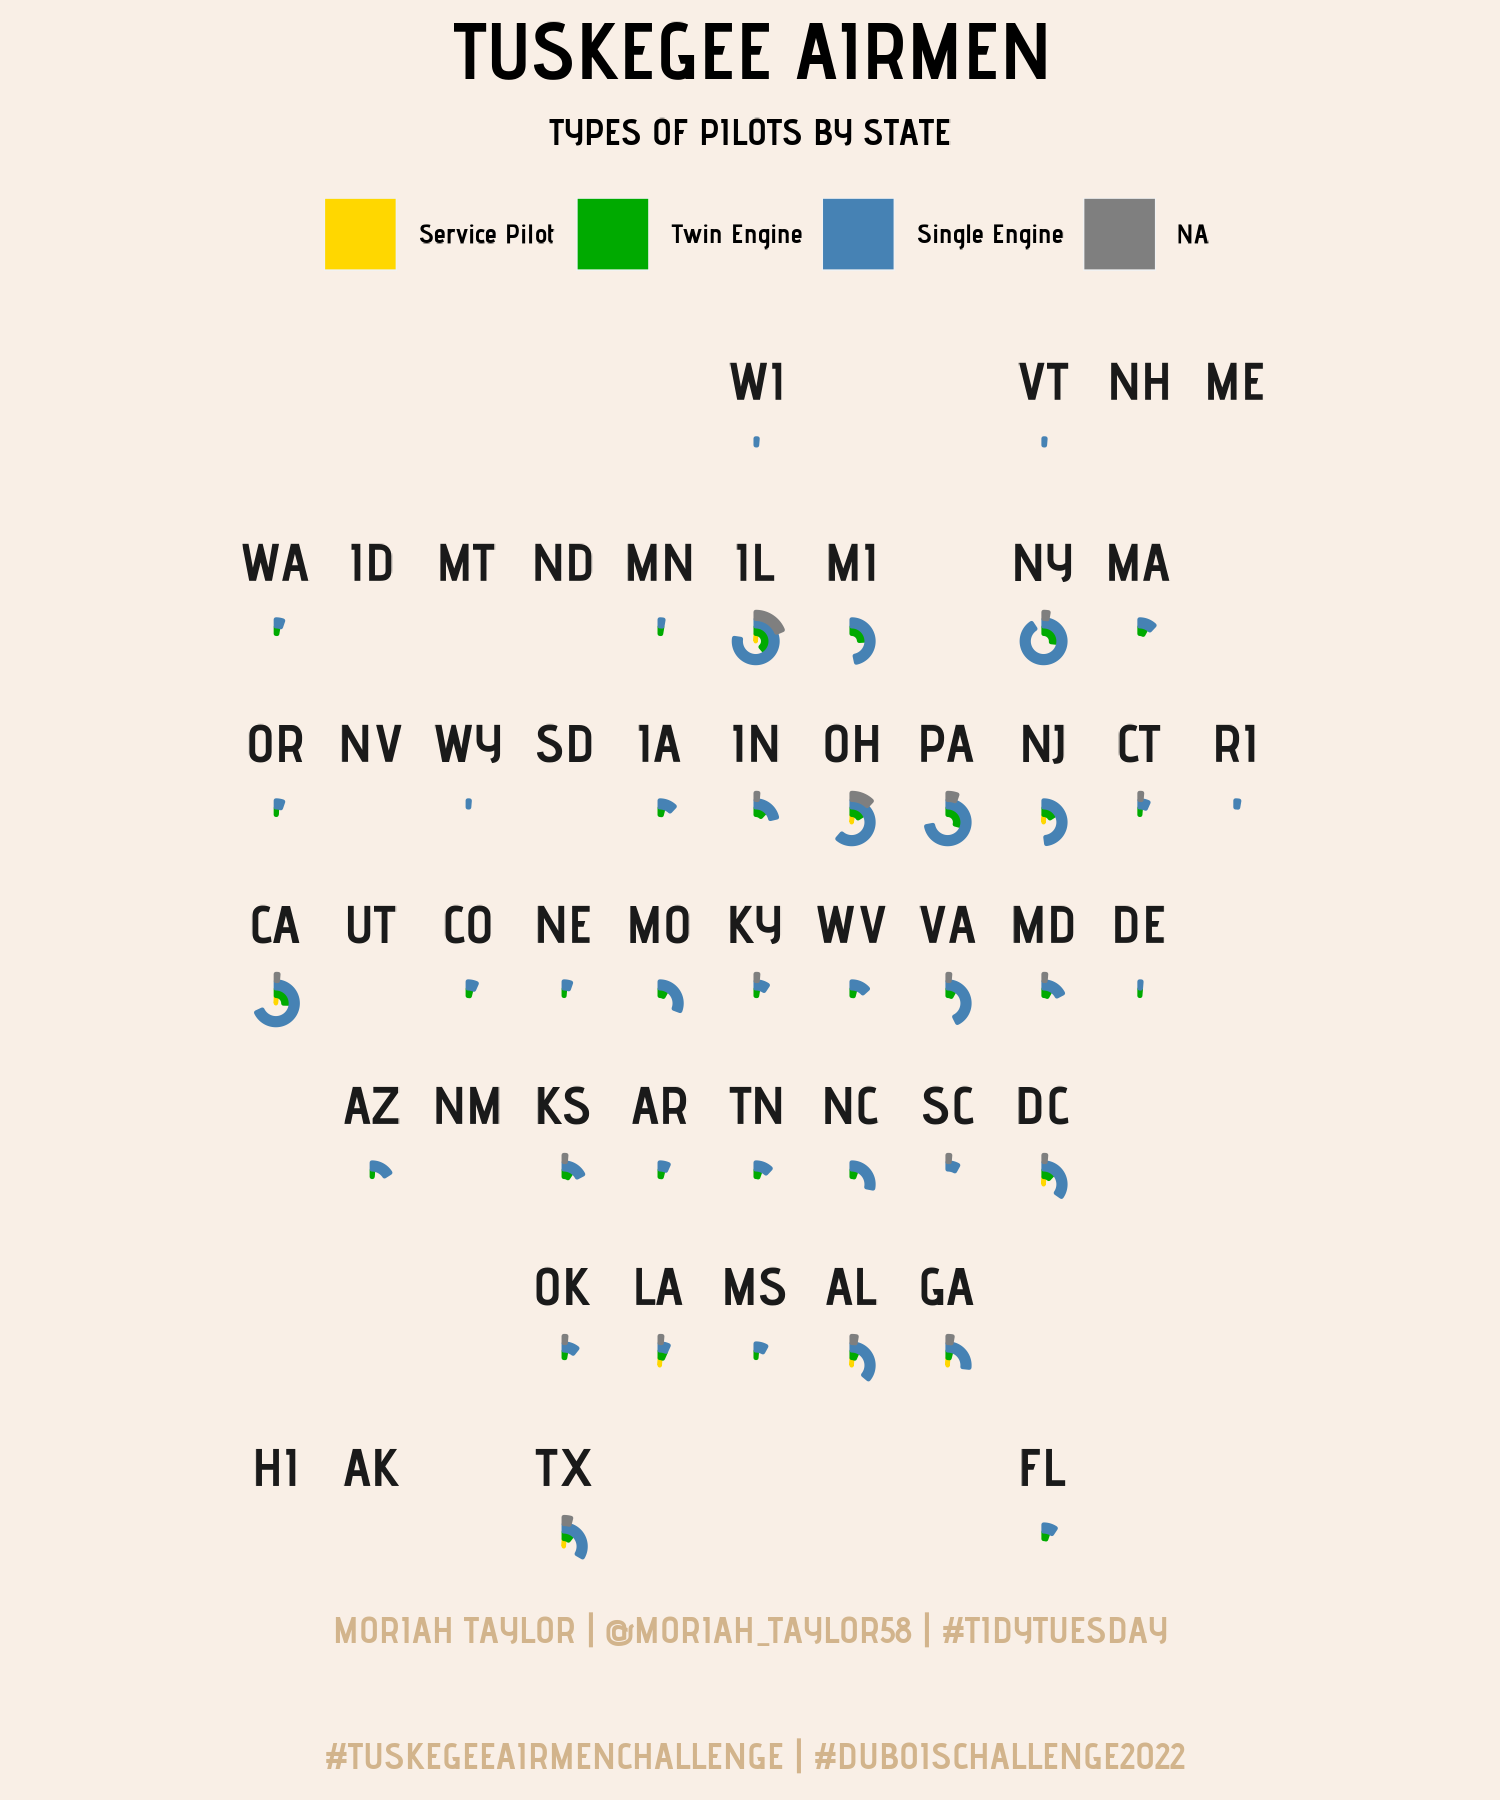 TUSKEGEE AIRMEN
TYPES OF PILOTS BY STATE
Service Pilot Twin Engine Single Engine NA
WI VT NH ME
WA ID MT ND MN IL MI NY MA
OR NV WY SD IA IN OH PA NJ CT RI
CA UT CO NE MO KY WV VA MD DE
AZ NM KS AR TN NC SC DC
OK LA MS AL GA
HI AK TX FL
MORIAH TAYLOR | @MORIAH_TAYLOR58 | #TIDYTUESDAY
#TUSKEGEEAIRMENCHALLENGE | #DUBOISCHALLENGE2022